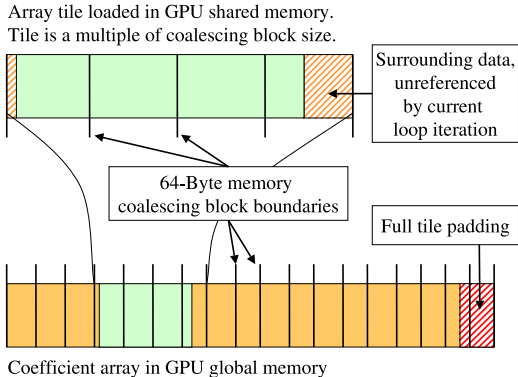 Array tile loaded in GPU shared memory.
Tile is a multiple of coalescing block size.
Surrounding data,
unreferenced
by current
loop iteration
64-Byte memory
coalescing block boundaries
Full tile padding
Coefficient array in GPU global memory